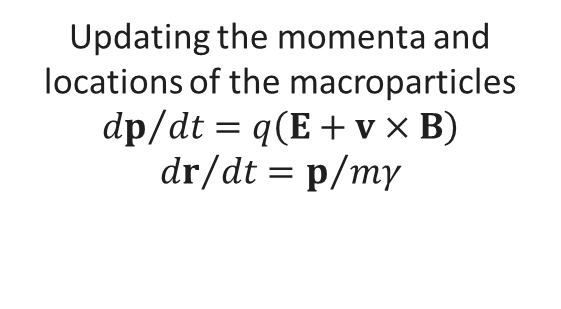 Updating the momenta and
locations of the macroparticles
d𝐩/dt = q(𝐄 + 𝐯 × 𝐁)
d𝐫/dt = 𝐩/mγ